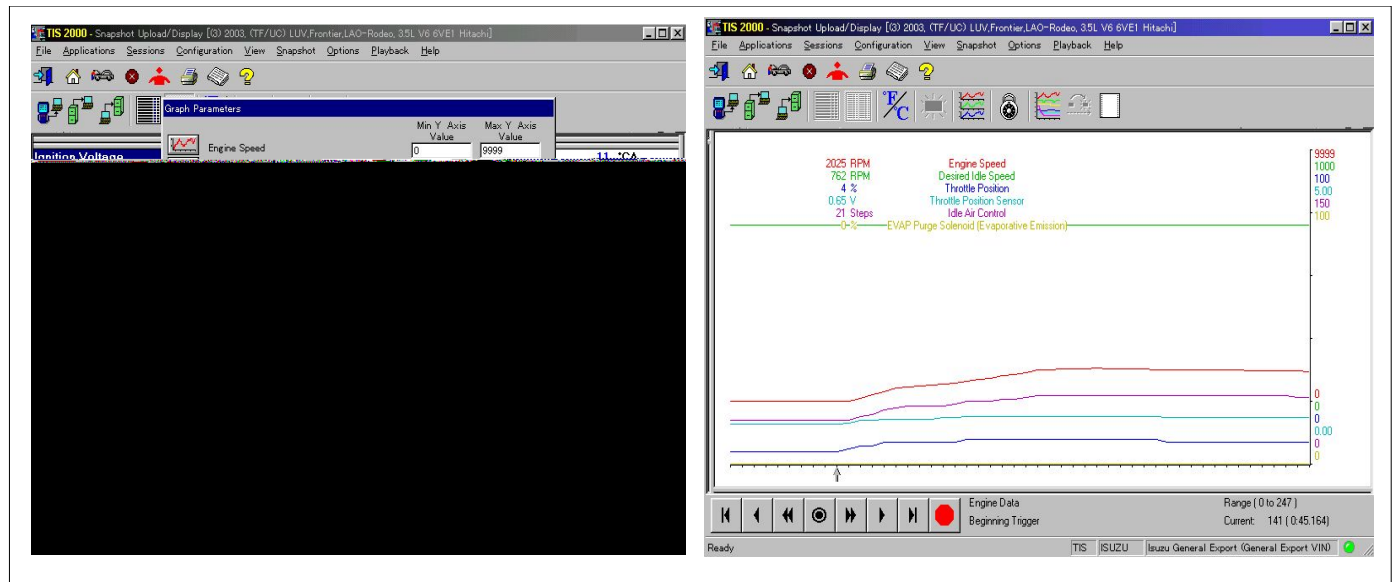 TIS 2000 - Snapshot Upload/Display [(3) 2003, (TF/UC) LUV,Frontier,LAO-Rodeo, 3.5L V6 6VE1 Hitachi]
File Applications Sessions Configuration View Snapshot Options Playback Help
Graph Parameters
Min Y Axis Value Max Y Axis Value
Engine Speed 0 9999
Ignition Voltage
TIS 2000 - Snapshot Upload/Display [(3) 2003, (TF/UC) LUV,Frontier,LAO-Rodeo, 3.5L V6 6VE1 Hitachi]
File Applications Sessions Configuration View Snapshot Options Playback Help
°F/C
2025 RPM Engine Speed 9999
762 RPM Desired Idle Speed 1000
4 % Throttle Position 100
0.65 V Throttle Position Sensor 5.00
21 Steps Idle Air Control 150
0 % EVAP Purge Solenoid (Evaporative Emission) 100
0
0
0
0.00
0
0
Engine Data Range ( 0 to 247 )
Beginning Trigger Current: 141 ( 0:45.164)
Ready TIS ISUZU Isuzu General Export (General Export VIN)